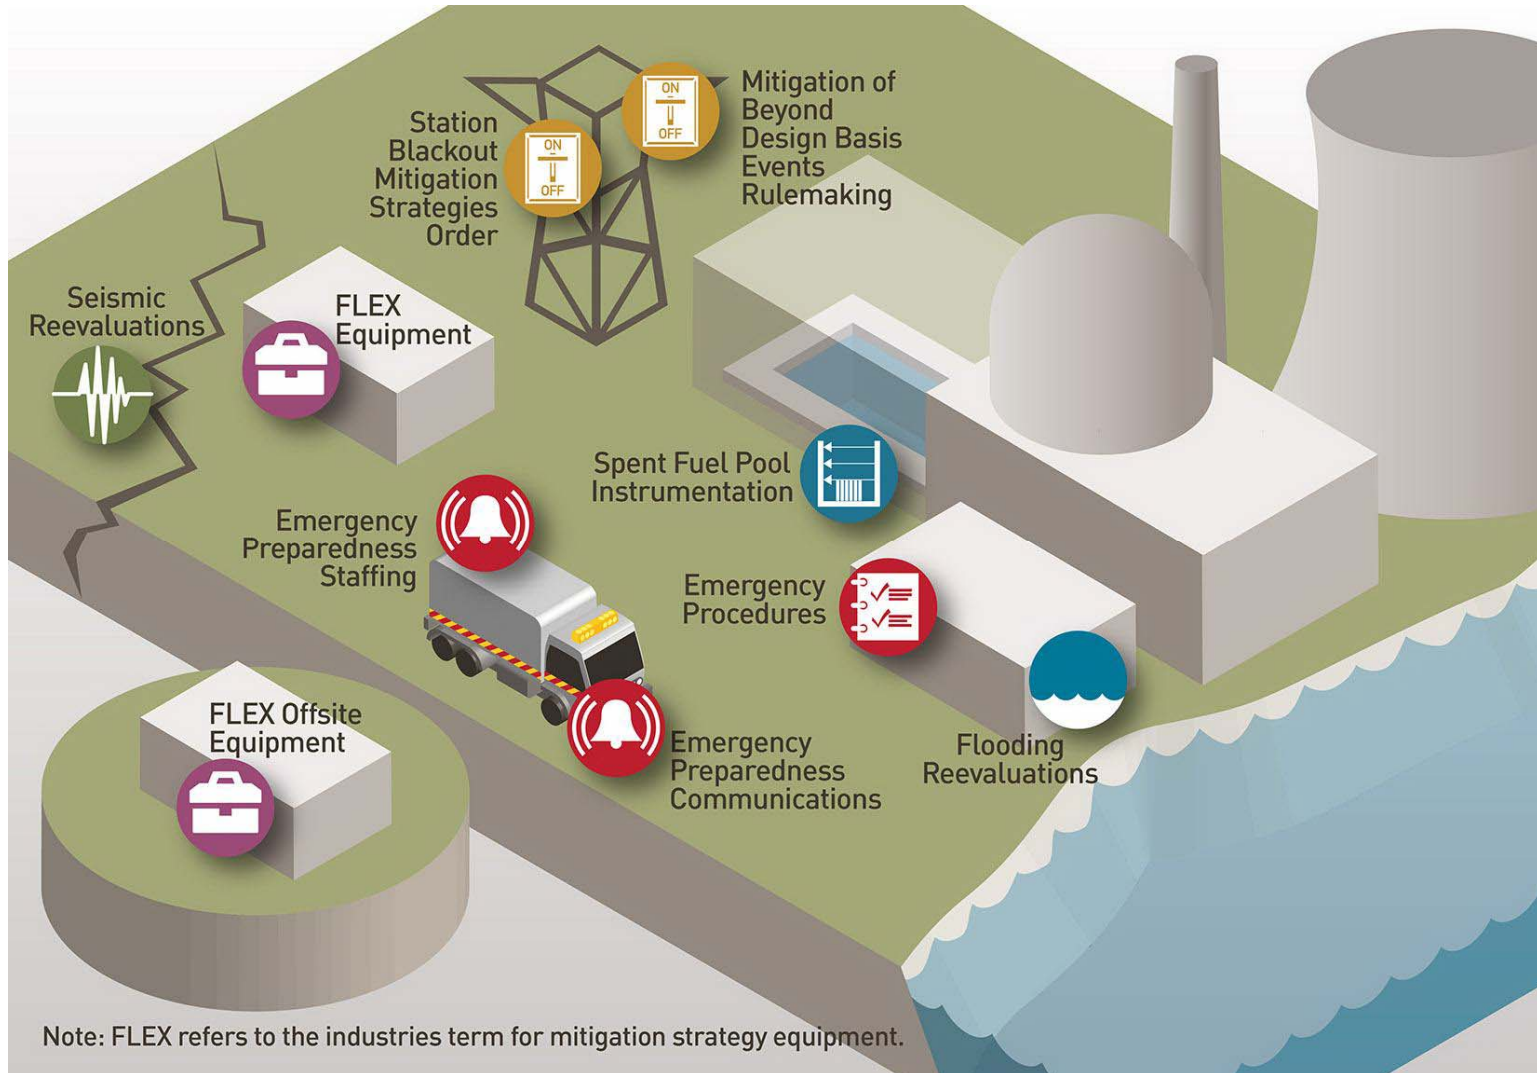 Mitigation of
Beyond
Design Basis
Events
Rulemaking
ON
OFF
Station
Blackout
Mitigation
Strategies
Order
ON
OFF
Seismic
Reevaluations
FLEX
Equipment
Spent Fuel Pool
Instrumentation
Emergency
Preparedness
Staffing
Emergency
Procedures
FLEX Offsite
Equipment
Emergency
Preparedness
Communications
Flooding
Reevaluations
Note: FLEX refers to the industries term for mitigation strategy equipment.